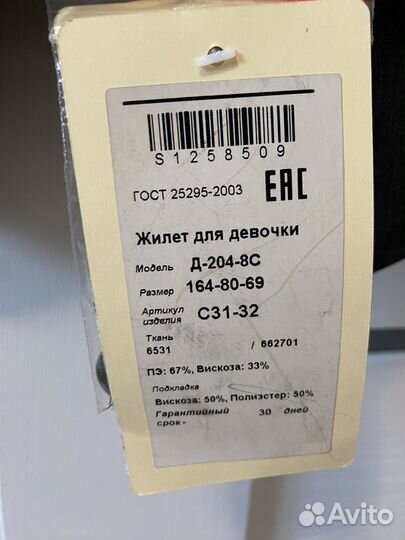 S1258509
ГОСТ 25295-2003 EAC
Жилет для девочки
Модель Д-204-8С
Размер 164-80-69
Артикул изделия С31-32
Ткань
6531 / 662701
ПЭ: 67%, Вискоза: 33%
Подкладка
Вискоза: 50%, Полиэстер: 50%
Гарантийный срок- 30 дней
Avito